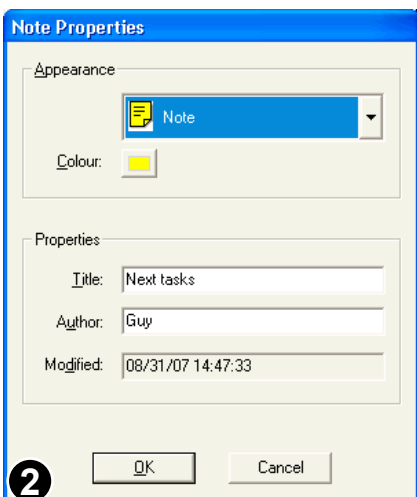 Note Properties
Appearance
Note
Colour:
Properties
Title: Next tasks
Author: Guy
Modified: 08/31/07 14:47:33
OK Cancel
2